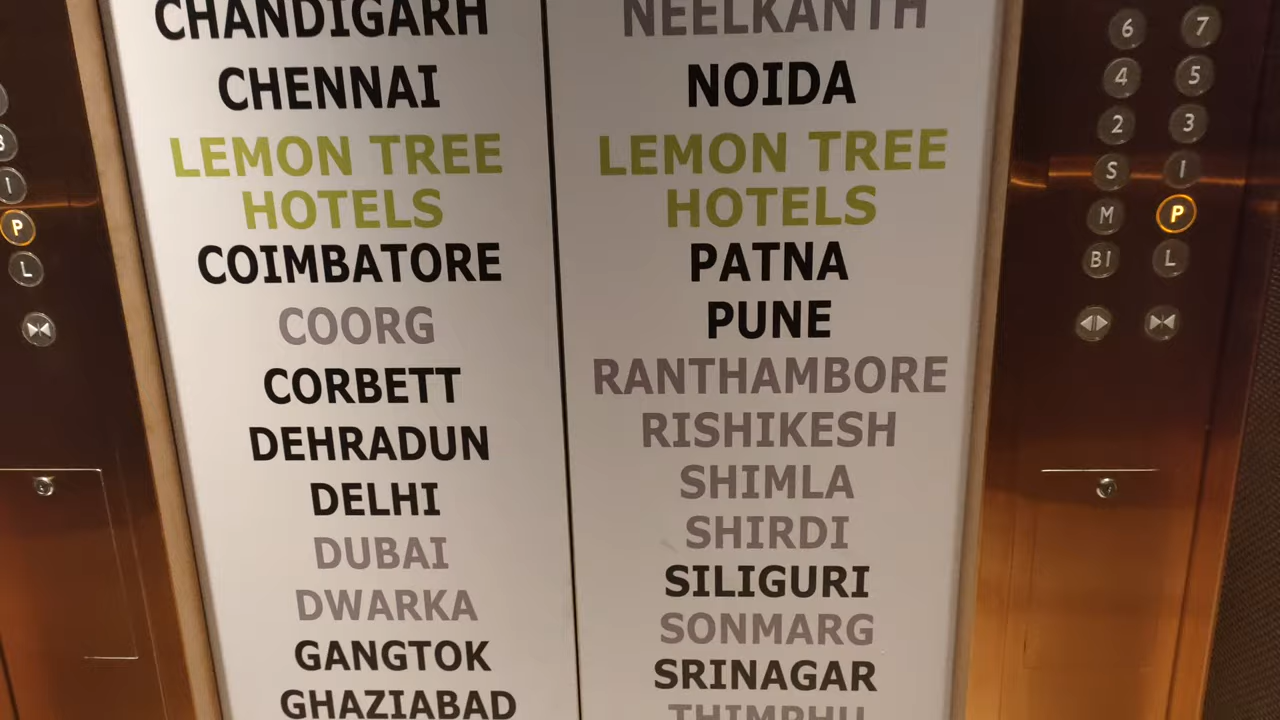 CHANDIGARH
CHENNAI
LEMON TREE
HOTELS
COIMBATORE
COORG
CORBETT
DEHRADUN
DELHI
DUBAI
DWARKA
GANGTOK
GHAZIABAD
NEELKANTH
NOIDA
LEMON TREE
HOTELS
PATNA
PUNE
RANTHAMBORE
RISHIKESH
SHIMLA
SHIRDI
SILIGURI
SONMARG
SRINAGAR
THIMPHU
3
I
P
L
6 7
4 5
2 3
S I
M P
B1 L